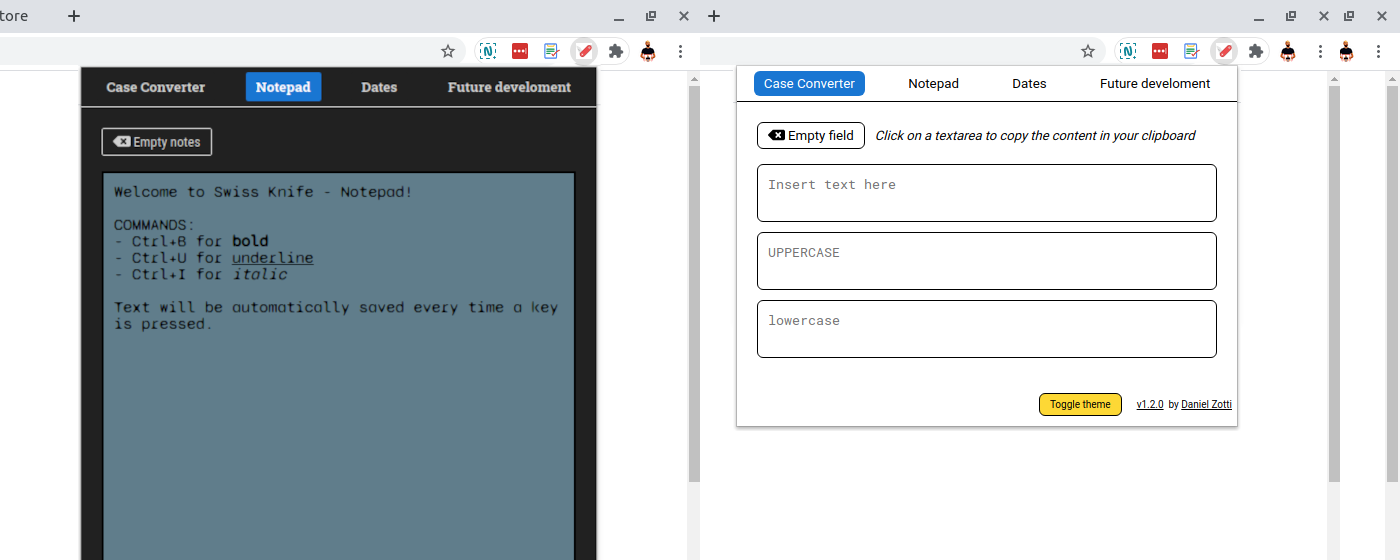 tore
Case Converter Notepad Dates Future develoment
Empty notes
Welcome to Swiss Knife - Notepad!
COMMANDS:
- Ctrl+B for bold
- Ctrl+U for underline
- Ctrl+I for italic
Text will be automatically saved every time a key
is pressed.
Case Converter Notepad Dates Future develoment
Empty field Click on a textarea to copy the content in your clipboard
Insert text here
UPPERCASE
lowercase
Toggle theme v1.2.0 by Daniel Zotti